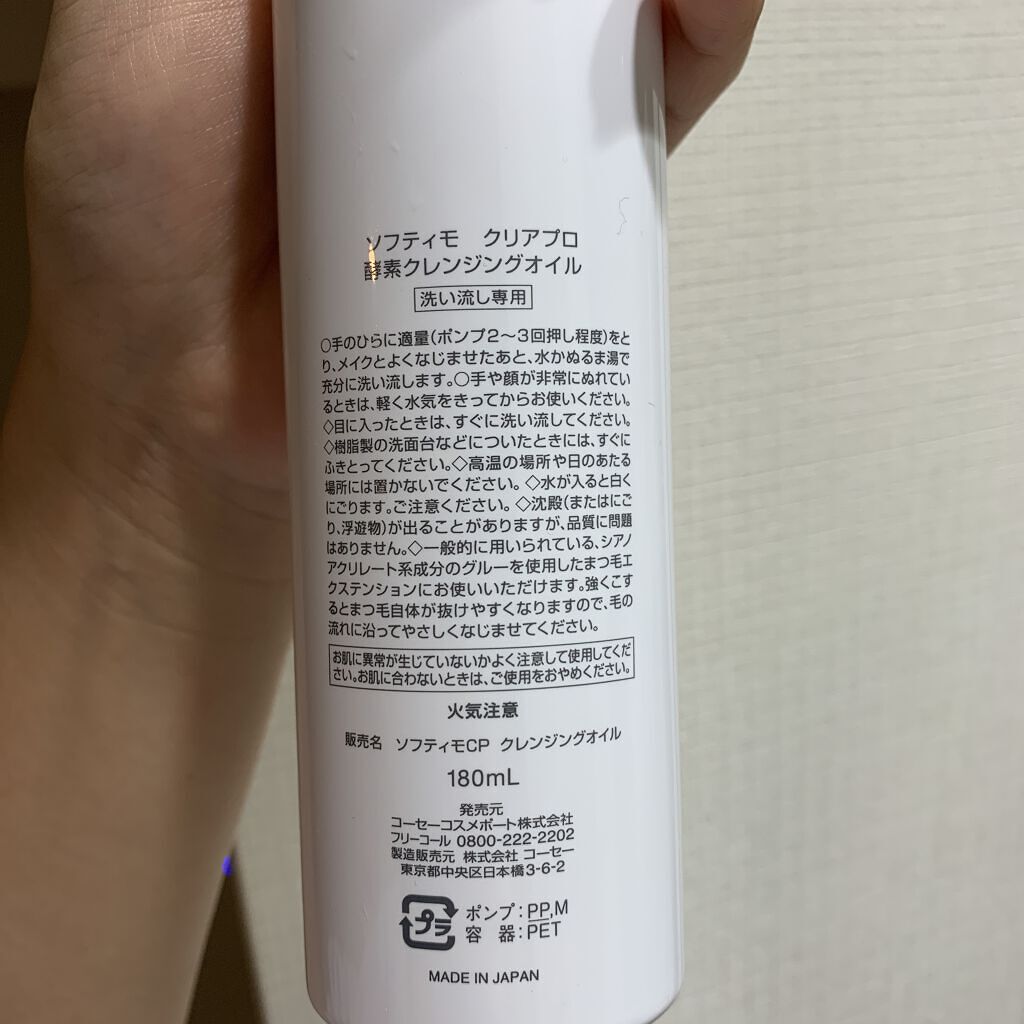 ソフティモ　クリアプロ
酵素クレンジングオイル
洗い流し専用
○手のひらに適量(ポンプ2〜3回押し程度)をと
り、メイクとよくなじませたあと、水かぬるま湯で
充分に洗い流します。○手や顔が非常にぬれてい
るときは、軽く水気をきってからお使いください。
◇目に入ったときは、すぐに洗い流してください。
◇樹脂製の洗面台などについたときには、すぐに
ふきとってください。◇高温の場所や日のあたる
場所には置かないでください。◇水が入ると白く
にごります。ご注意ください。◇沈殿(またはにご
り、浮遊物)が出ることがありますが、品質に問題
はありません。◇一般的に用いられている、シアノ
アクリレート系成分のグルーを使用したまつ毛エ
クステンションにお使いいただけます。強くこす
るとまつ毛自体が抜けやすくなりますので、毛の
流れに沿ってやさしくなじませてください。
お肌に異常が生じていないかよく注意して使用してくだ
さい。お肌に合わないときは、ご使用をおやめください。
火気注意
販売名　ソフティモCP　クレンジングオイル
180mL
発売元
コーセーコスメポート株式会社
フリーコール 0800-222-2202
製造販売元 株式会社 コーセー
東京都中央区日本橋3-6-2
プラ ポンプ:PP,M
容　器:PET
MADE IN JAPAN